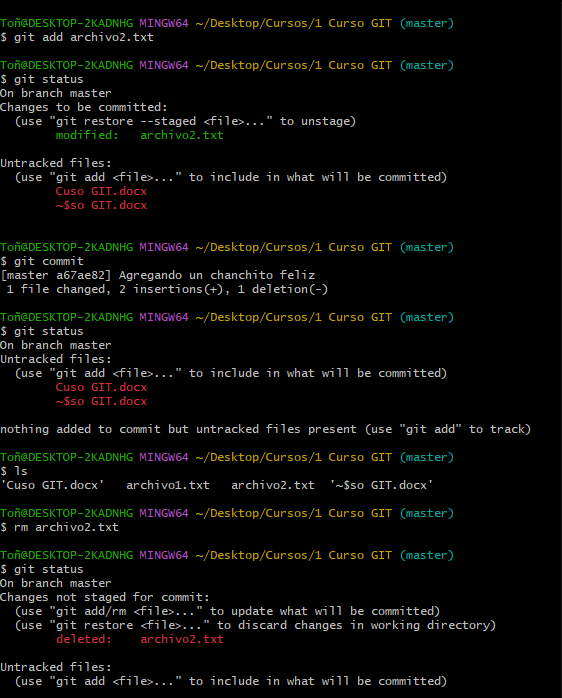 Toñ@DESKTOP-2KADNHG MINGW64 ~/Desktop/Cursos/1 Curso GIT (master)
$ git add archivo2.txt
Toñ@DESKTOP-2KADNHG MINGW64 ~/Desktop/Cursos/1 Curso GIT (master)
$ git status
On branch master
Changes to be committed:
  (use "git restore --staged <file>..." to unstage)
        modified:   archivo2.txt
Untracked files:
  (use "git add <file>..." to include in what will be committed)
        Cuso GIT.docx
        ~$so GIT.docx
Toñ@DESKTOP-2KADNHG MINGW64 ~/Desktop/Cursos/1 Curso GIT (master)
$ git commit
[master a67ae82] Agregando un chanchito feliz
 1 file changed, 2 insertions(+), 1 deletion(-)
Toñ@DESKTOP-2KADNHG MINGW64 ~/Desktop/Cursos/1 Curso GIT (master)
$ git status
On branch master
Untracked files:
  (use "git add <file>..." to include in what will be committed)
        Cuso GIT.docx
        ~$so GIT.docx
nothing added to commit but untracked files present (use "git add" to track)
Toñ@DESKTOP-2KADNHG MINGW64 ~/Desktop/Cursos/1 Curso GIT (master)
$ ls
'Cuso GIT.docx'   archivo1.txt   archivo2.txt  '~$so GIT.docx'
Toñ@DESKTOP-2KADNHG MINGW64 ~/Desktop/Cursos/1 Curso GIT (master)
$ rm archivo2.txt
Toñ@DESKTOP-2KADNHG MINGW64 ~/Desktop/Cursos/1 Curso GIT (master)
$ git status
On branch master
Changes not staged for commit:
  (use "git add/rm <file>..." to update what will be committed)
  (use "git restore <file>..." to discard changes in working directory)
        deleted:    archivo2.txt
Untracked files:
  (use "git add <file>..." to include in what will be committed)